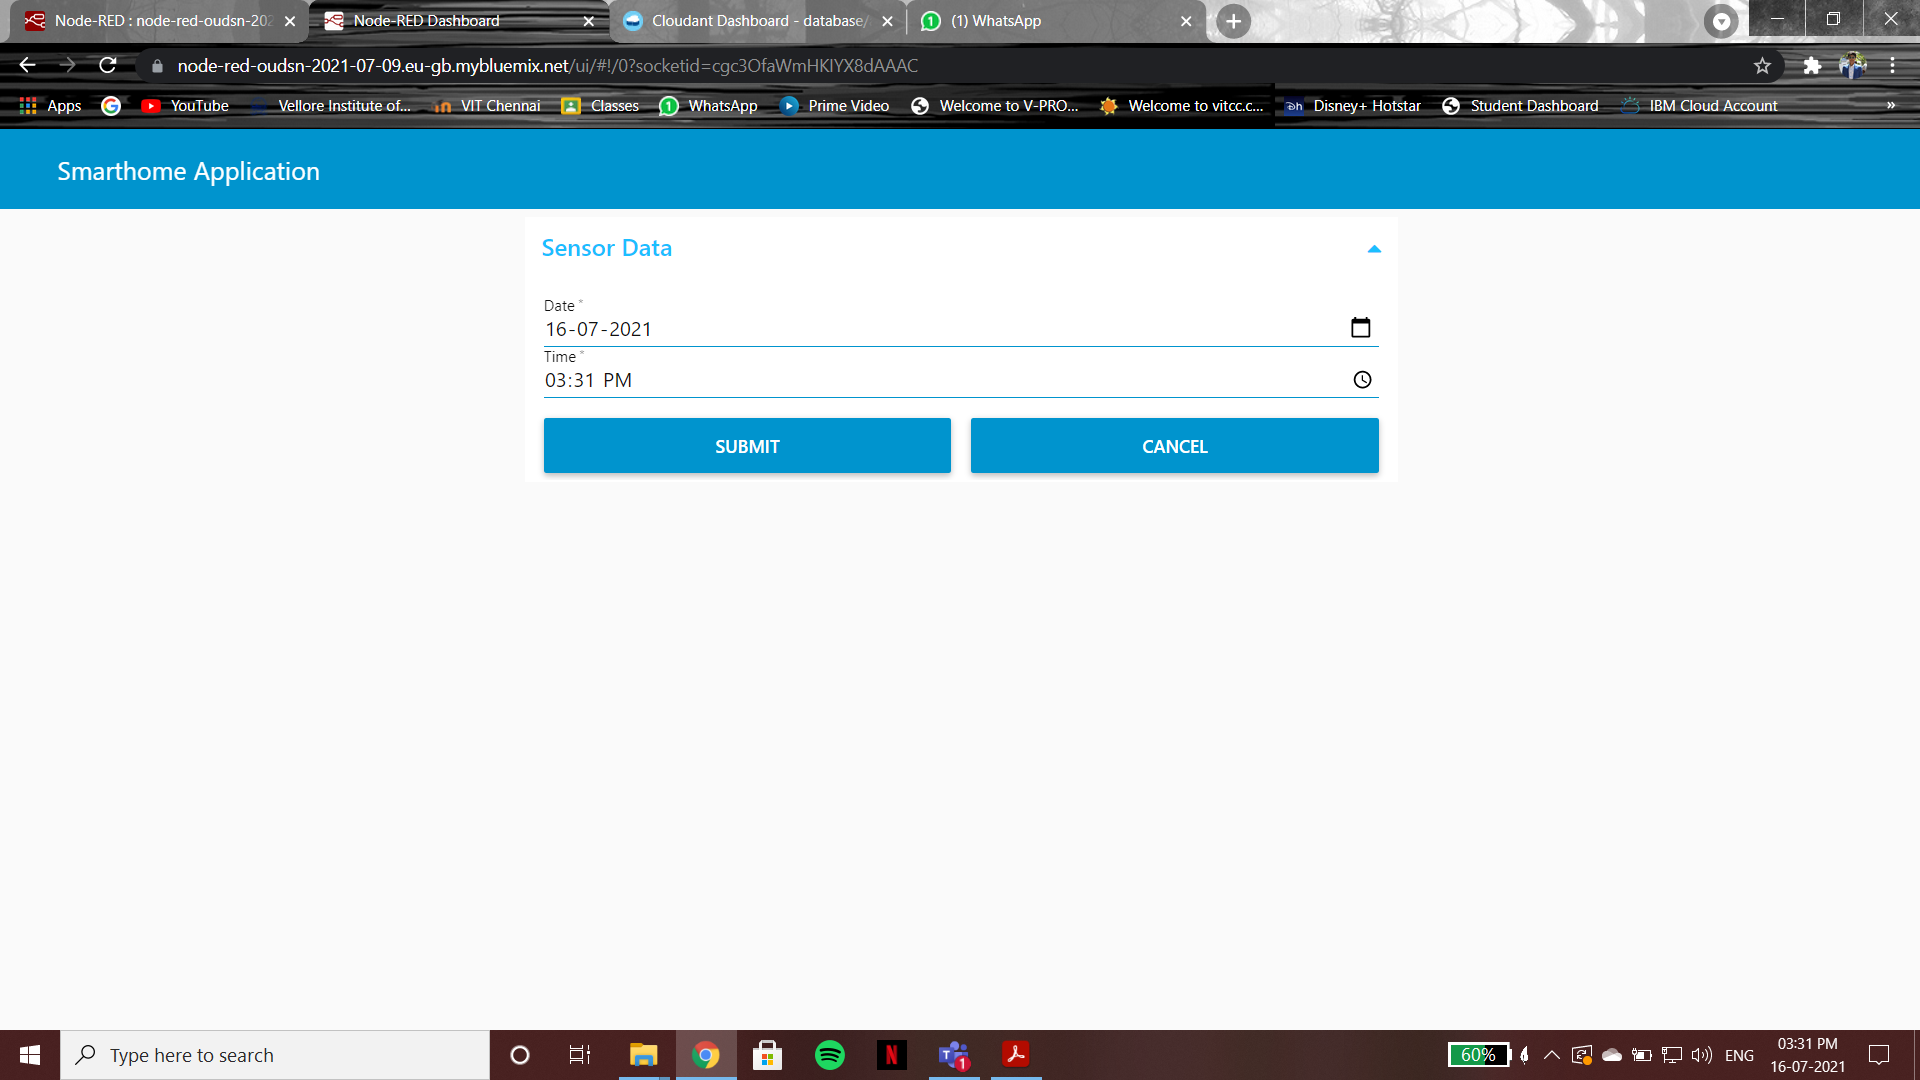 Node-RED : node-red-oudsn-202
Node-RED Dashboard
Cloudant Dashboard - database/
(1) WhatsApp
node-red-oudsn-2021-07-09.eu-gb.mybluemix.net/ui/#!/0?socketid=cgc3OfaWmHKIYX8dAAAC
Apps
YouTube
Vellore Institute of...
VIT Chennai
Classes
WhatsApp
Prime Video
Welcome to V-PRO...
Welcome to vitcc.c...
Disney+ Hotstar
Student Dashboard
IBM Cloud Account
»
Smarthome Application
Sensor Data
Date *
16-07-2021
Time *
03:31 PM
SUBMIT
CANCEL
Type here to search
60%
ENG
03:31 PM
16-07-2021